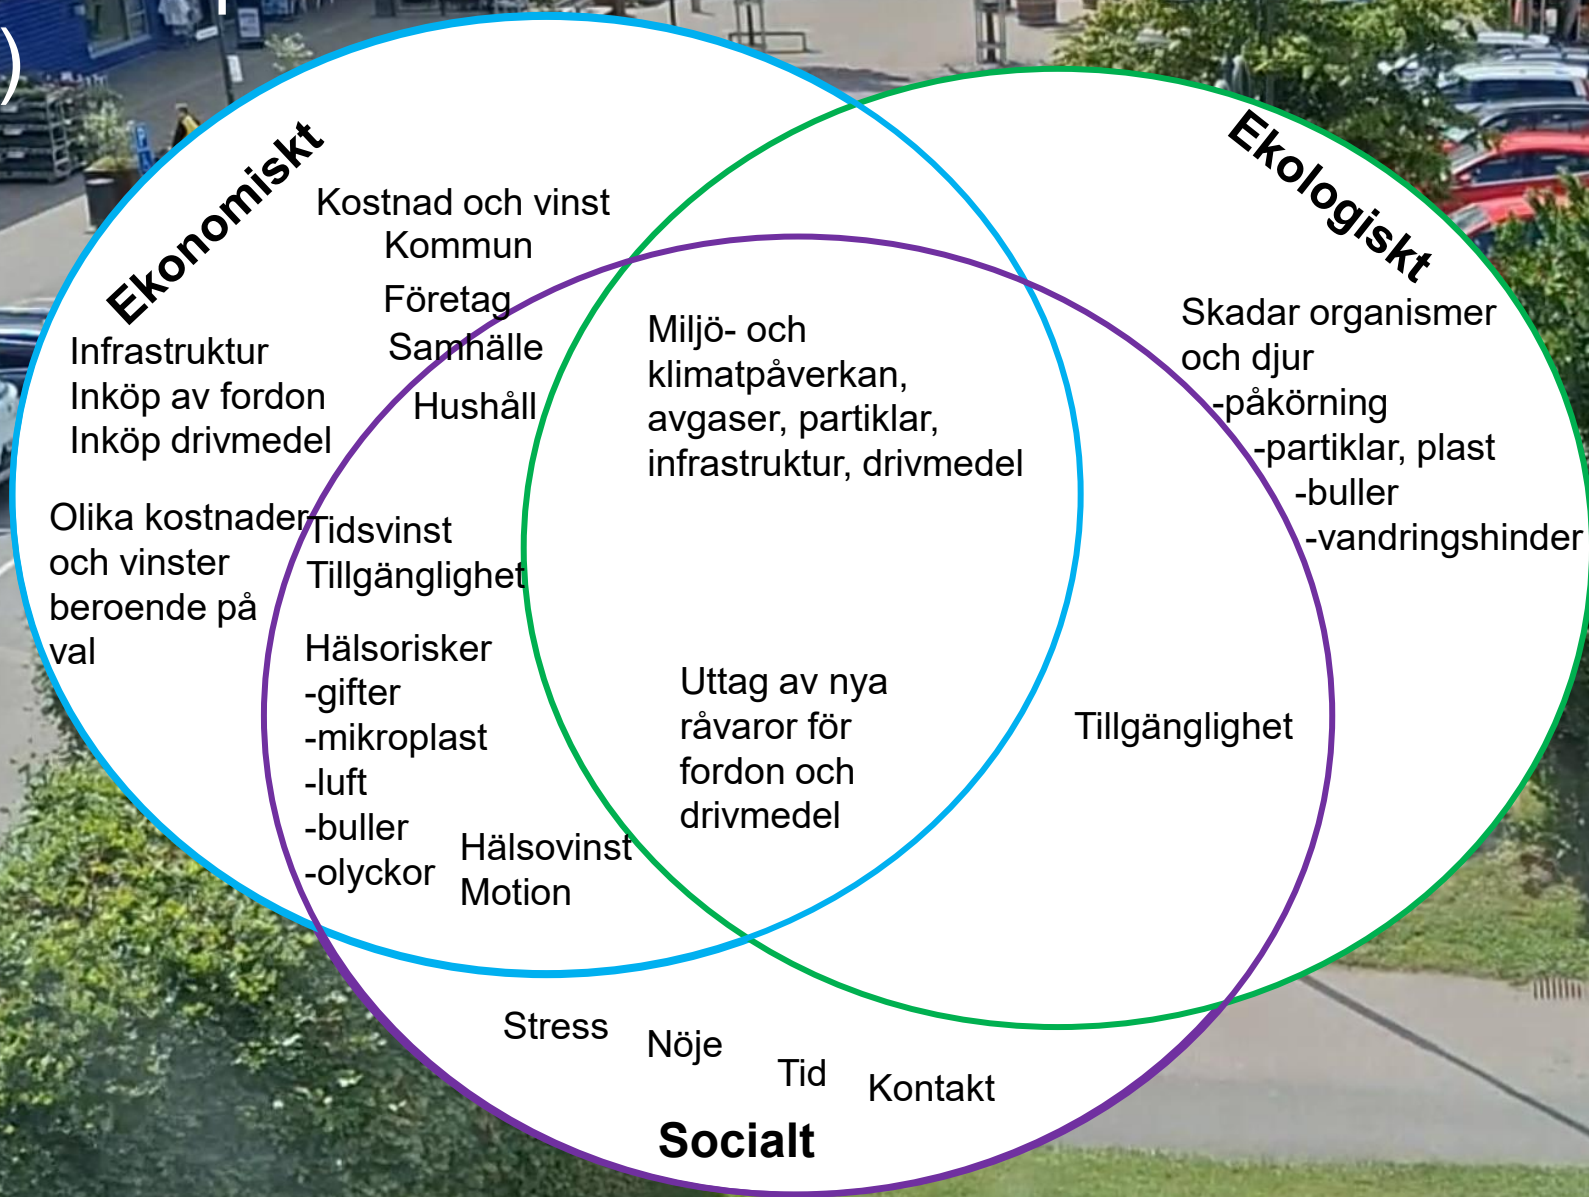 )
Ekonomiskt
Kostnad och vinst
Kommun
Företag
Samhälle
Hushåll
Infrastruktur
Inköp av fordon
Inköp drivmedel
Olika kostnader
och vinster
beroende på
val
Tidsvinst
Tillgänglighet
Hälsorisker
-gifter
-mikroplast
-luft
-buller
-olyckor
Hälsovinst
Motion
Miljö- och
klimatpåverkan,
avgaser, partiklar,
infrastruktur, drivmedel
Uttag av nya
råvaror för
fordon och
drivmedel
Ekologiskt
Skadar organismer
och djur
-påkörning
-partiklar, plast
-buller
-vandringshinder
Tillgänglighet
Stress
Nöje
Tid
Kontakt
Socialt